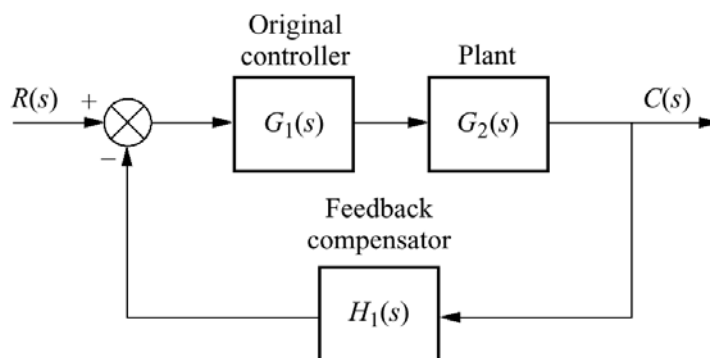 Original
controller
Plant
R(s)
+
G₁(s)
G₂(s)
C(s)
−
Feedback
compensator
H₁(s)